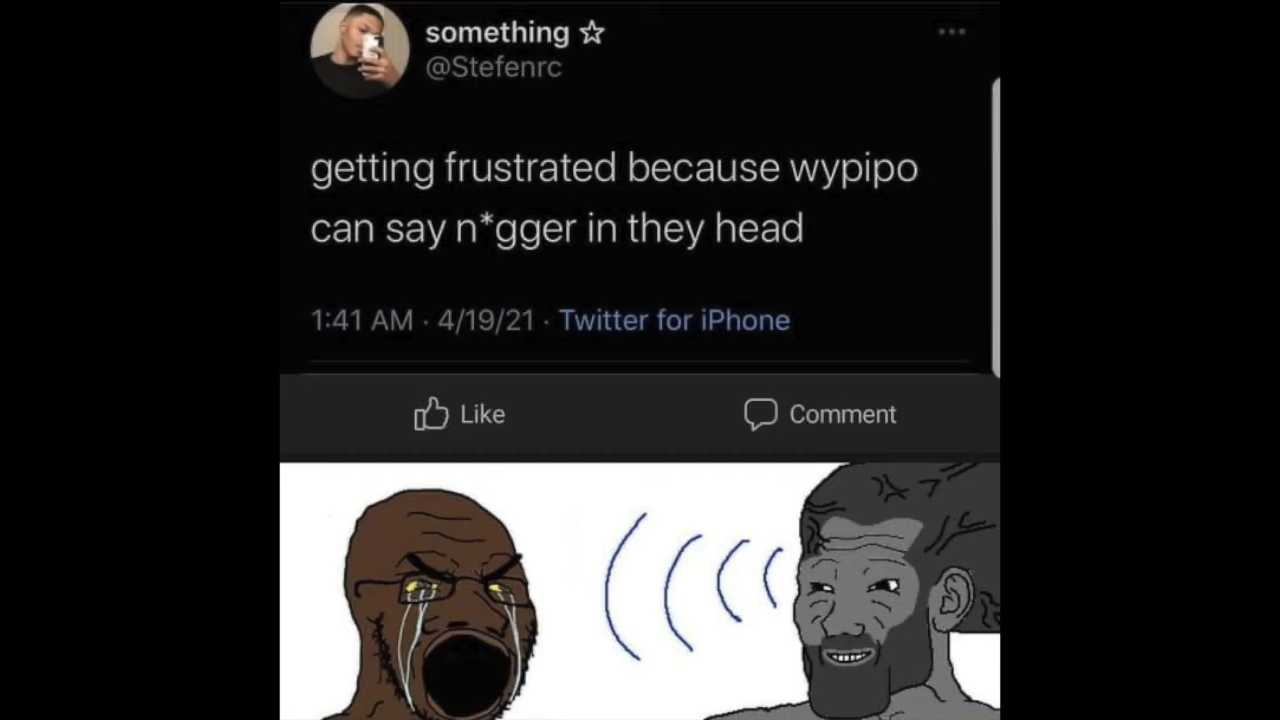 something ☆
@Stefenrc
...
getting frustrated because wypipo
can say n*gger in they head
1:41 AM · 4/19/21 · Twitter for iPhone
Like
Comment